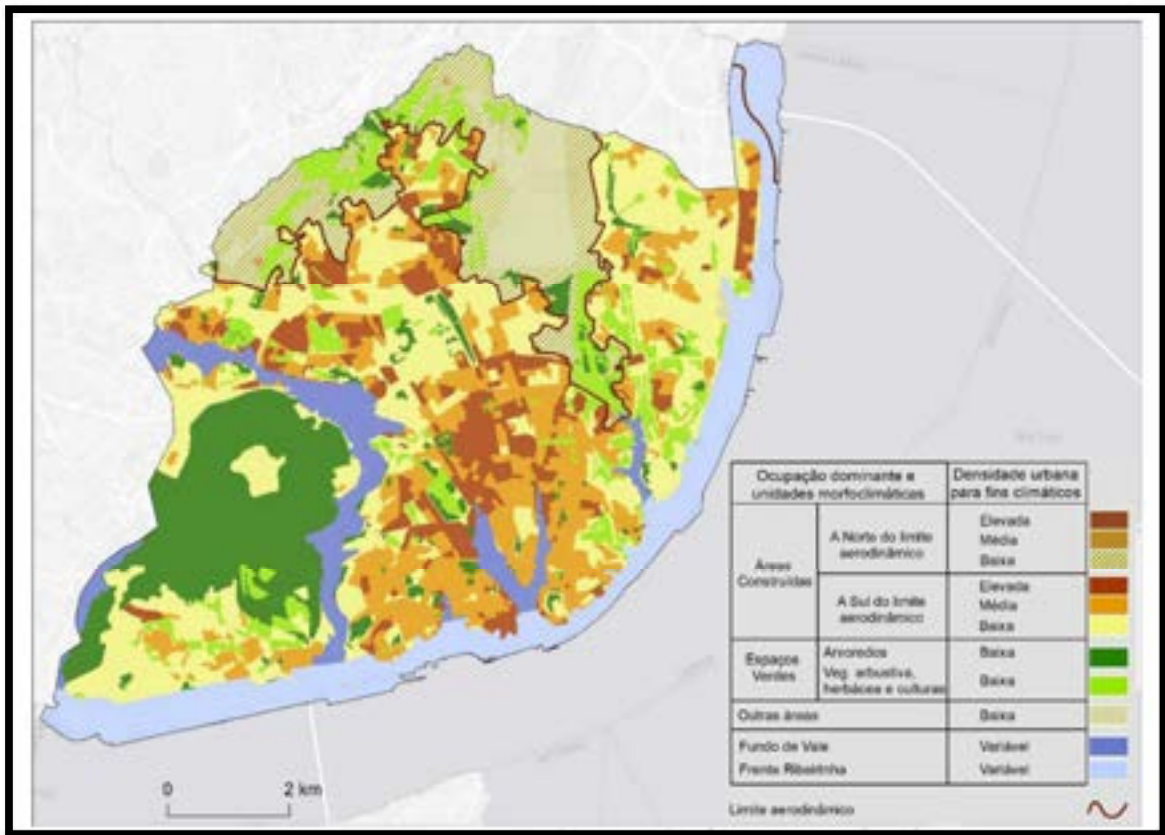 Ocupação dominante e
unidades morfoclimáticas
Densidade urbana
para fins climáticos
Áreas
Construídas
A Norte do limite
aerodinâmico
Elevada
Média
Baixa
A Sul do limite
aerodinâmico
Elevada
Média
Baixa
Espaços
Verdes
Arvoredos
Baixa
Veg. arbustiva,
herbácea e culturas
Baixa
Outras áreas
Baixa
Fundo de Vale
Variável
Frente Ribeirinha
Variável
Limite aerodinâmico
0 2 km